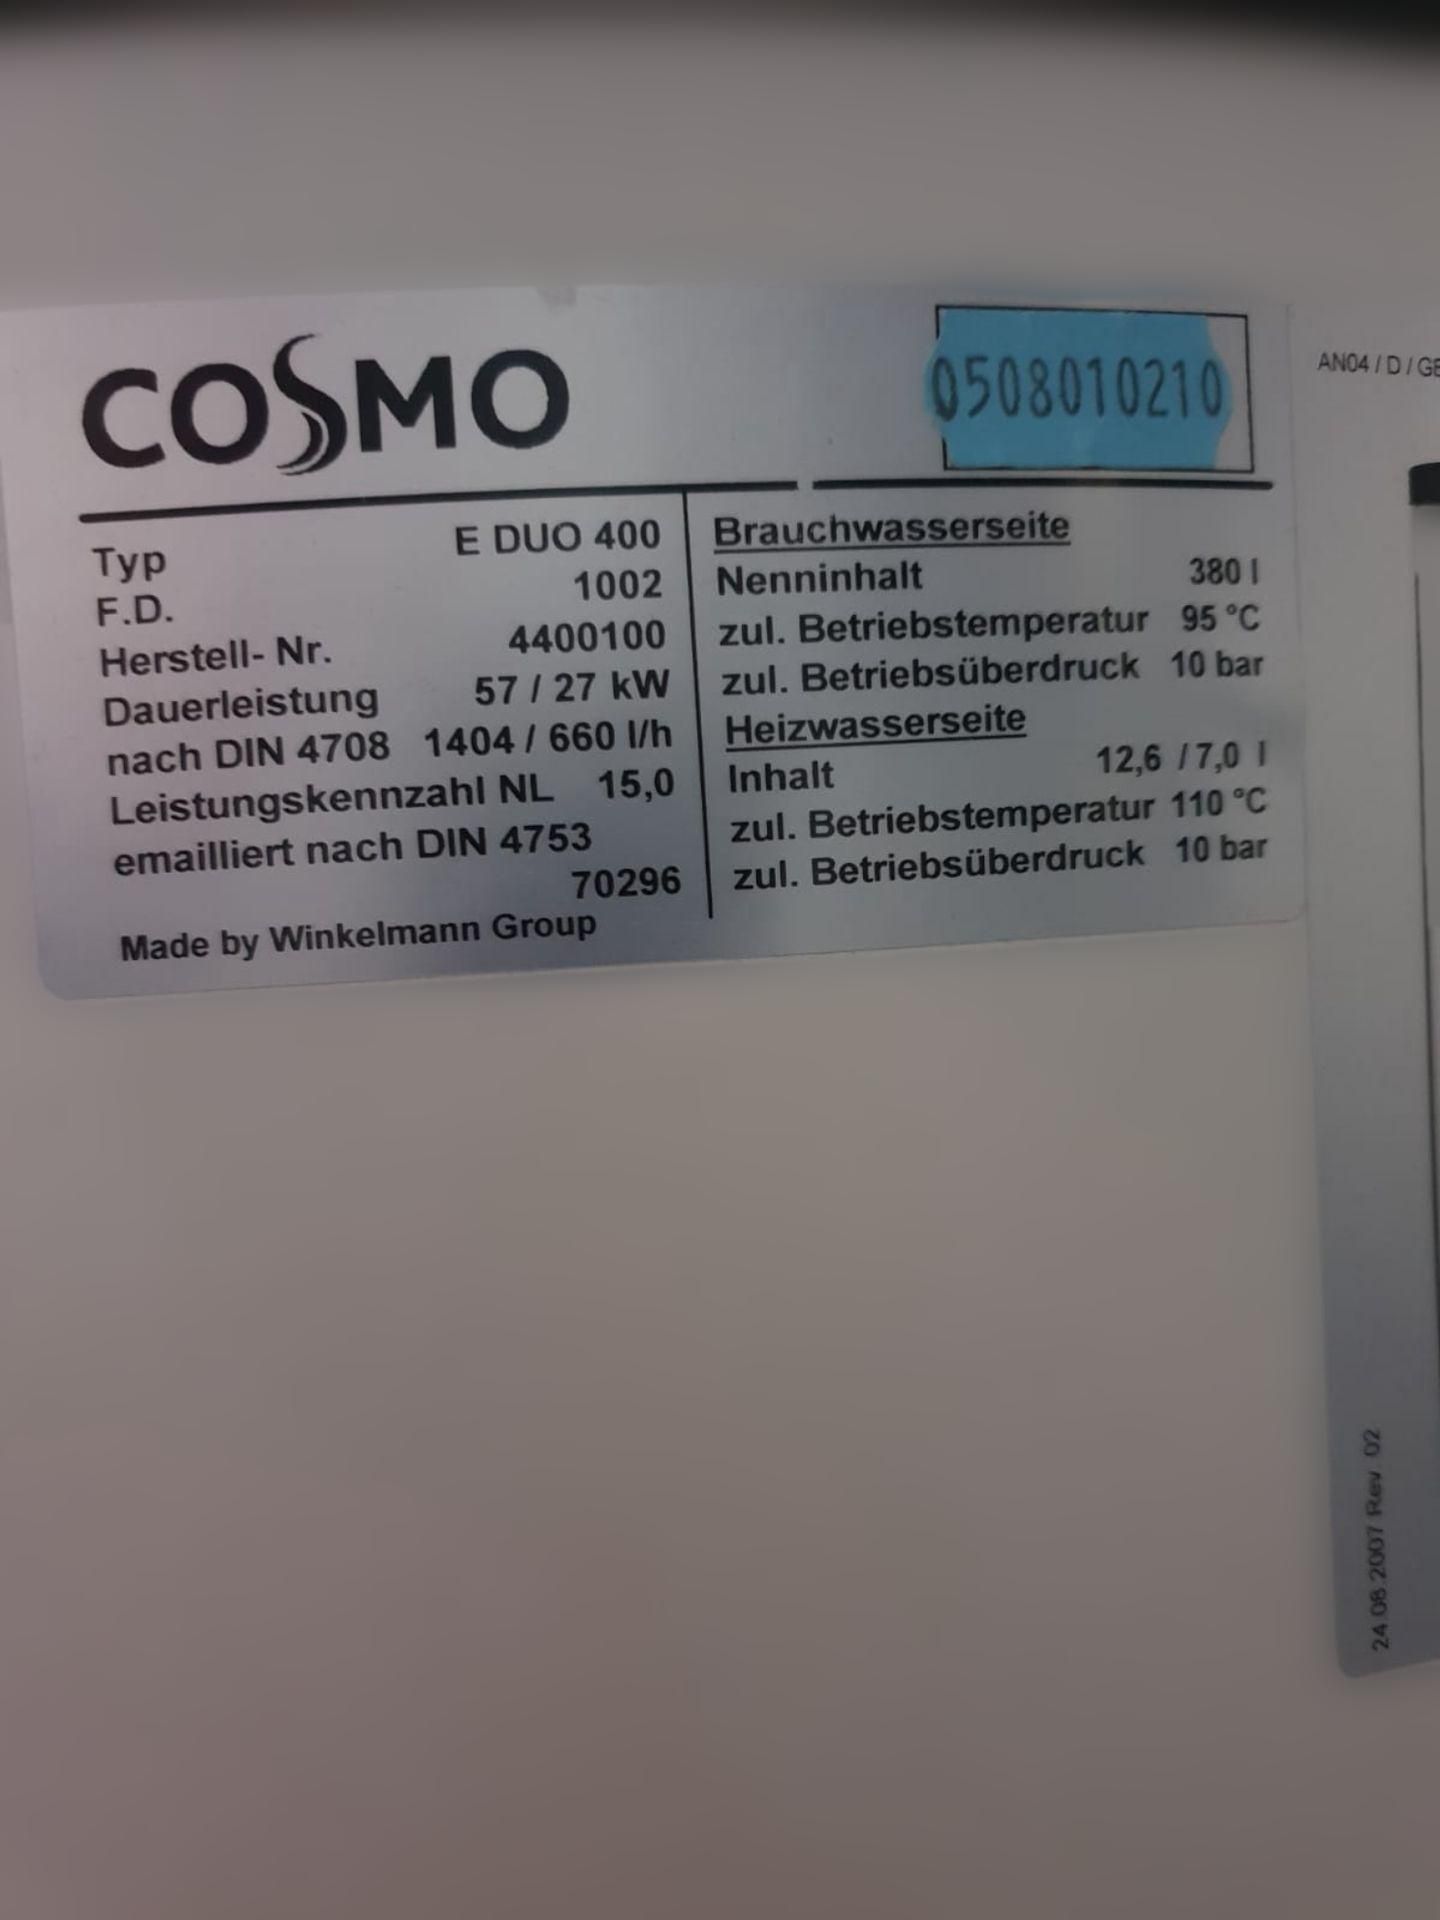 COSMO
0508010210
Typ E DUO 400
F.D. 1002
Herstell- Nr. 4400100
Dauerleistung 57 / 27 kW
nach DIN 4708 1404 / 660 l/h
Leistungskennzahl NL 15,0
emailliert nach DIN 4753
70296
Made by Winkelmann Group
Brauchwasserseite
Nenninhalt 380 l
zul. Betriebstemperatur 95 °C
zul. Betriebsüberdruck 10 bar
Heizwasserseite
Inhalt 12,6 / 7,0 l
zul. Betriebstemperatur 110 °C
zul. Betriebsüberdruck 10 bar
AN04 / D / GB
24.08.2007 Rev. 02